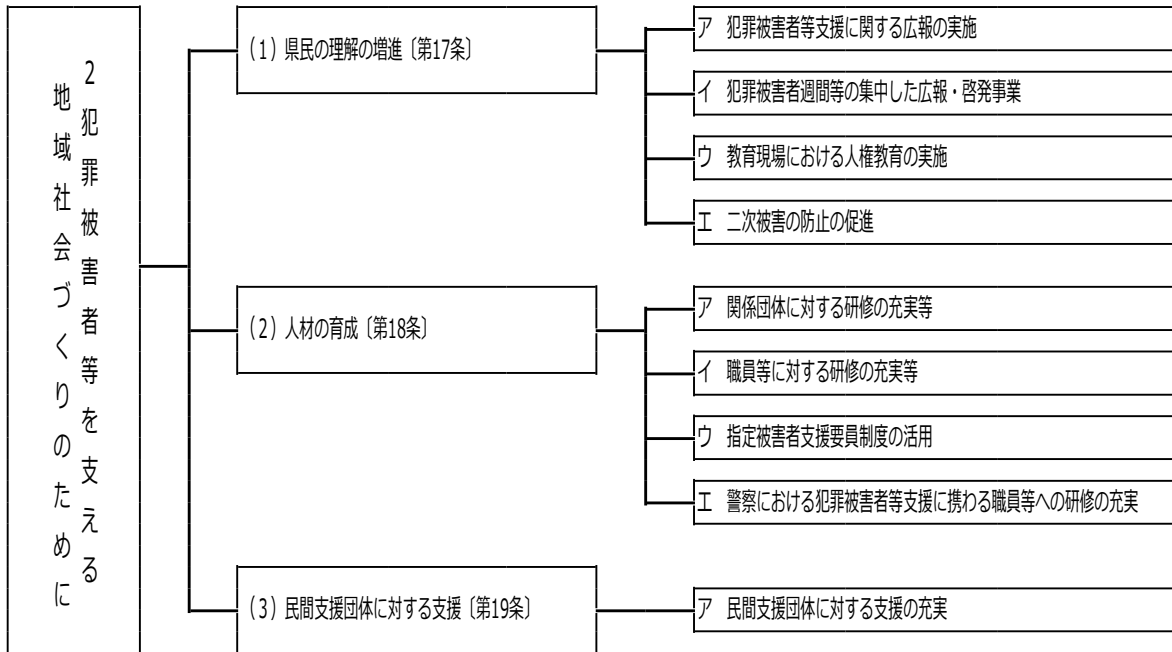 2犯罪被害者等を支える
地域社会づくりのために
(1) 県民の理解の増進〔第17条〕
ア 犯罪被害者等支援に関する広報の実施
イ 犯罪被害者週間等の集中した広報・啓発事業
ウ 教育現場における人権教育の実施
エ 二次被害の防止の促進
(2) 人材の育成〔第18条〕
ア 関係団体に対する研修の充実等
イ 職員等に対する研修の充実等
ウ 指定被害者支援要員制度の活用
エ 警察における犯罪被害者等支援に携わる職員等への研修の充実
(3) 民間支援団体に対する支援〔第19条〕
ア 民間支援団体に対する支援の充実